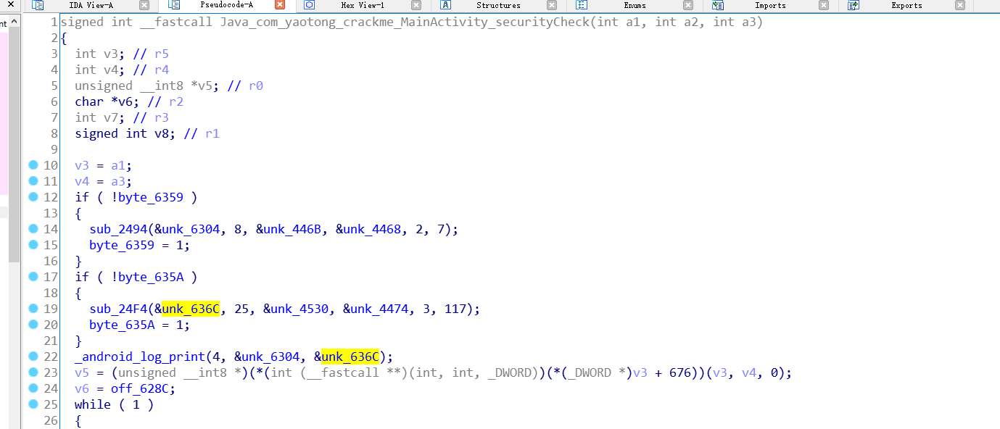 IDA View-A Pseudocode-A Hex View-1 Structures Enums Imports Exports
nt
1 signed int __fastcall Java_com_yaotong_crackme_MainActivity_securityCheck(int a1, int a2, int a3)
2 {
3 int v3; // r5
4 int v4; // r4
5 unsigned __int8 *v5; // r0
6 char *v6; // r2
7 int v7; // r3
8 signed int v8; // r1
9
10 v3 = a1;
11 v4 = a3;
12 if ( !byte_6359 )
13 {
14 sub_2494(&unk_6304, 8, &unk_446B, &unk_4468, 2, 7);
15 byte_6359 = 1;
16 }
17 if ( !byte_635A )
18 {
19 sub_24F4(&unk_636C, 25, &unk_4530, &unk_4474, 3, 117);
20 byte_635A = 1;
21 }
22 _android_log_print(4, &unk_6304, &unk_636C);
23 v5 = (unsigned __int8 *)(*(int (__fastcall **)(int, int, _DWORD))(*(_DWORD *)v3 + 676))(v3, v4, 0);
24 v6 = off_628C;
25 while ( 1 )
26 {